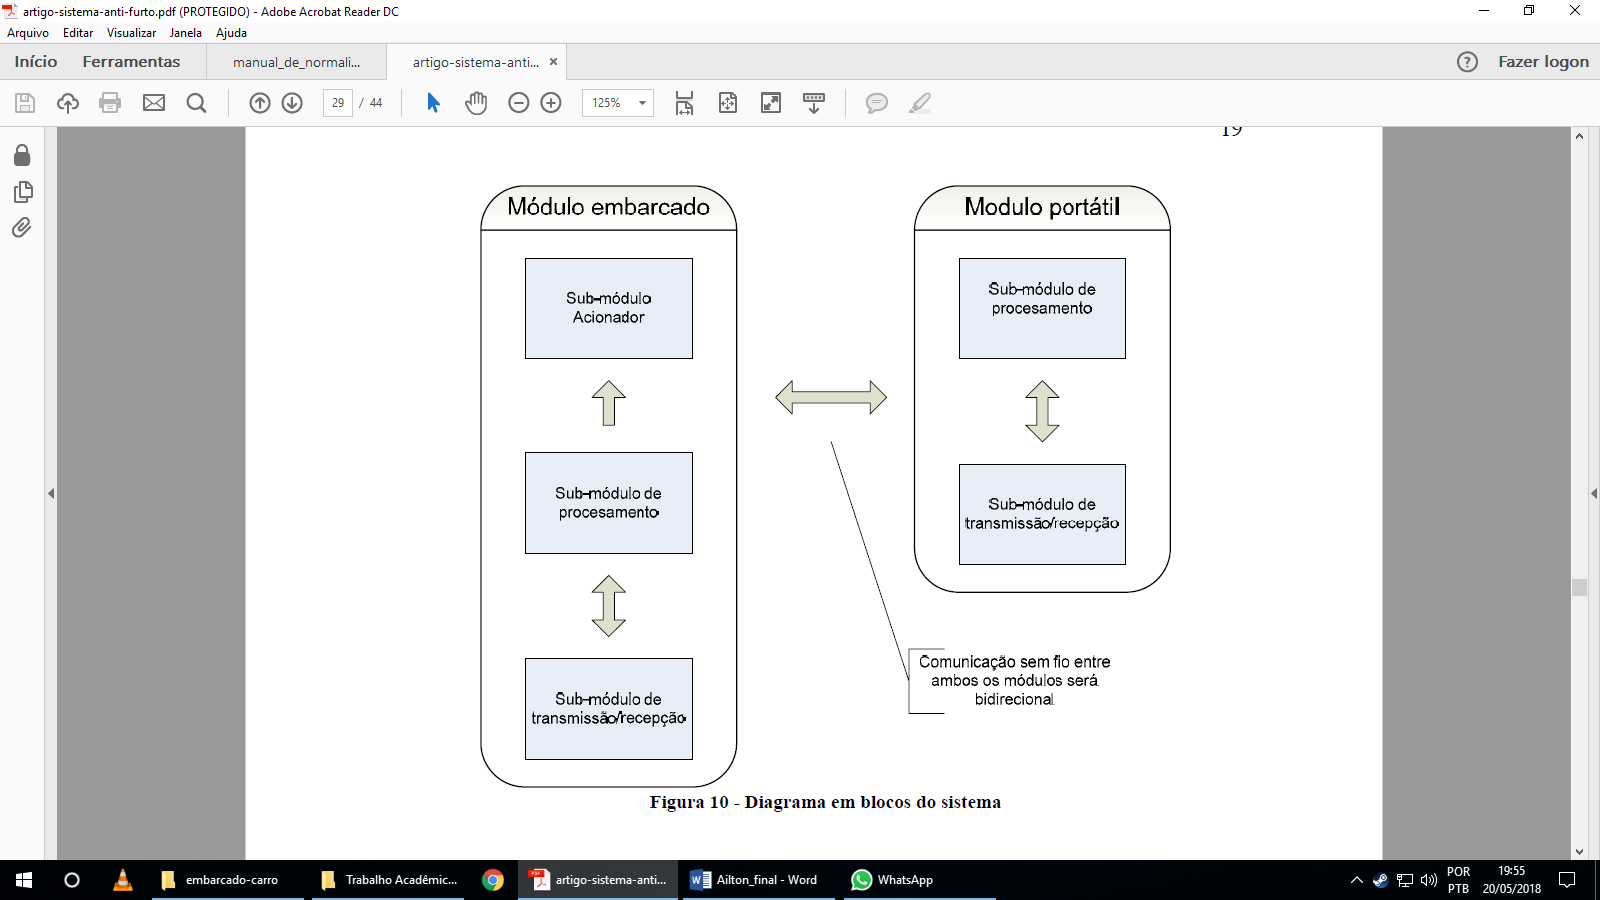 artigo-sistema-anti-furto.pdf (PROTEGIDO) - Adobe Acrobat Reader DC
Arquivo Editar Visualizar Janela Ajuda
Início Ferramentas manual_de_normali... artigo-sistema-anti... × Fazer logon
29 / 44 125%
19
Módulo embarcado
Sub-módulo
Acionador
Sub-módulo de
procesamento
Sub-módulo de
transmissão/recepção
Modulo portátil
Sub-módulo de
procesamento
Sub-módulo de
transmissão/recepção
Comunicação sem fio entre
ambos os módulos será
bidirecional
Figura 10 - Diagrama em blocos do sistema
embarcado-carro Trabalho Acadêmic... artigo-sistema-anti... Ailton_final - Word WhatsApp
POR
PTB
19:55
20/05/2018